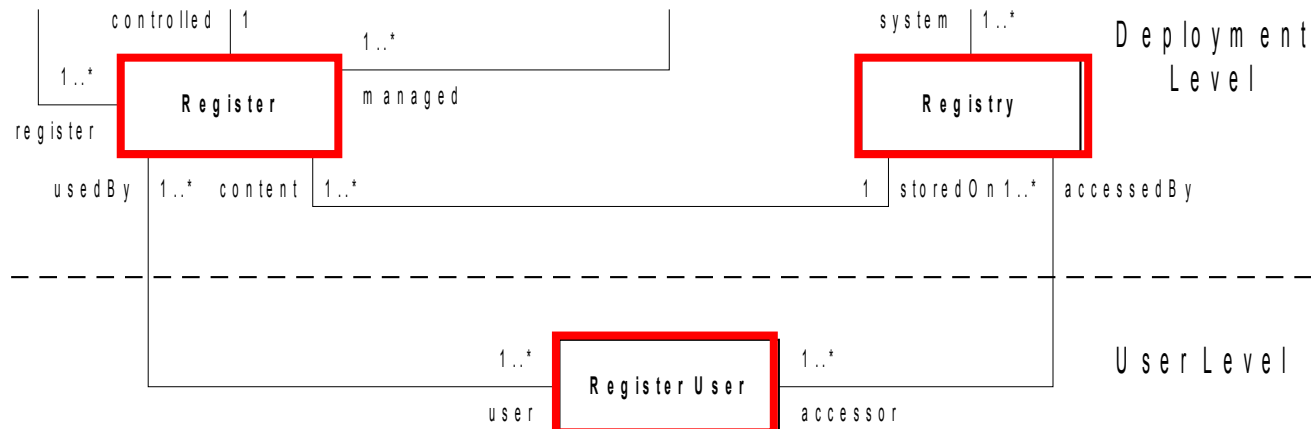 controlled 1
system 1..*
Deployment
Level
1..*
1..*
Register
managed
Registry
register
usedBy 1..* content 1..*
1 storedOn 1..* accessedBy
1..*
1..*
User Level
Register User
user
accessor